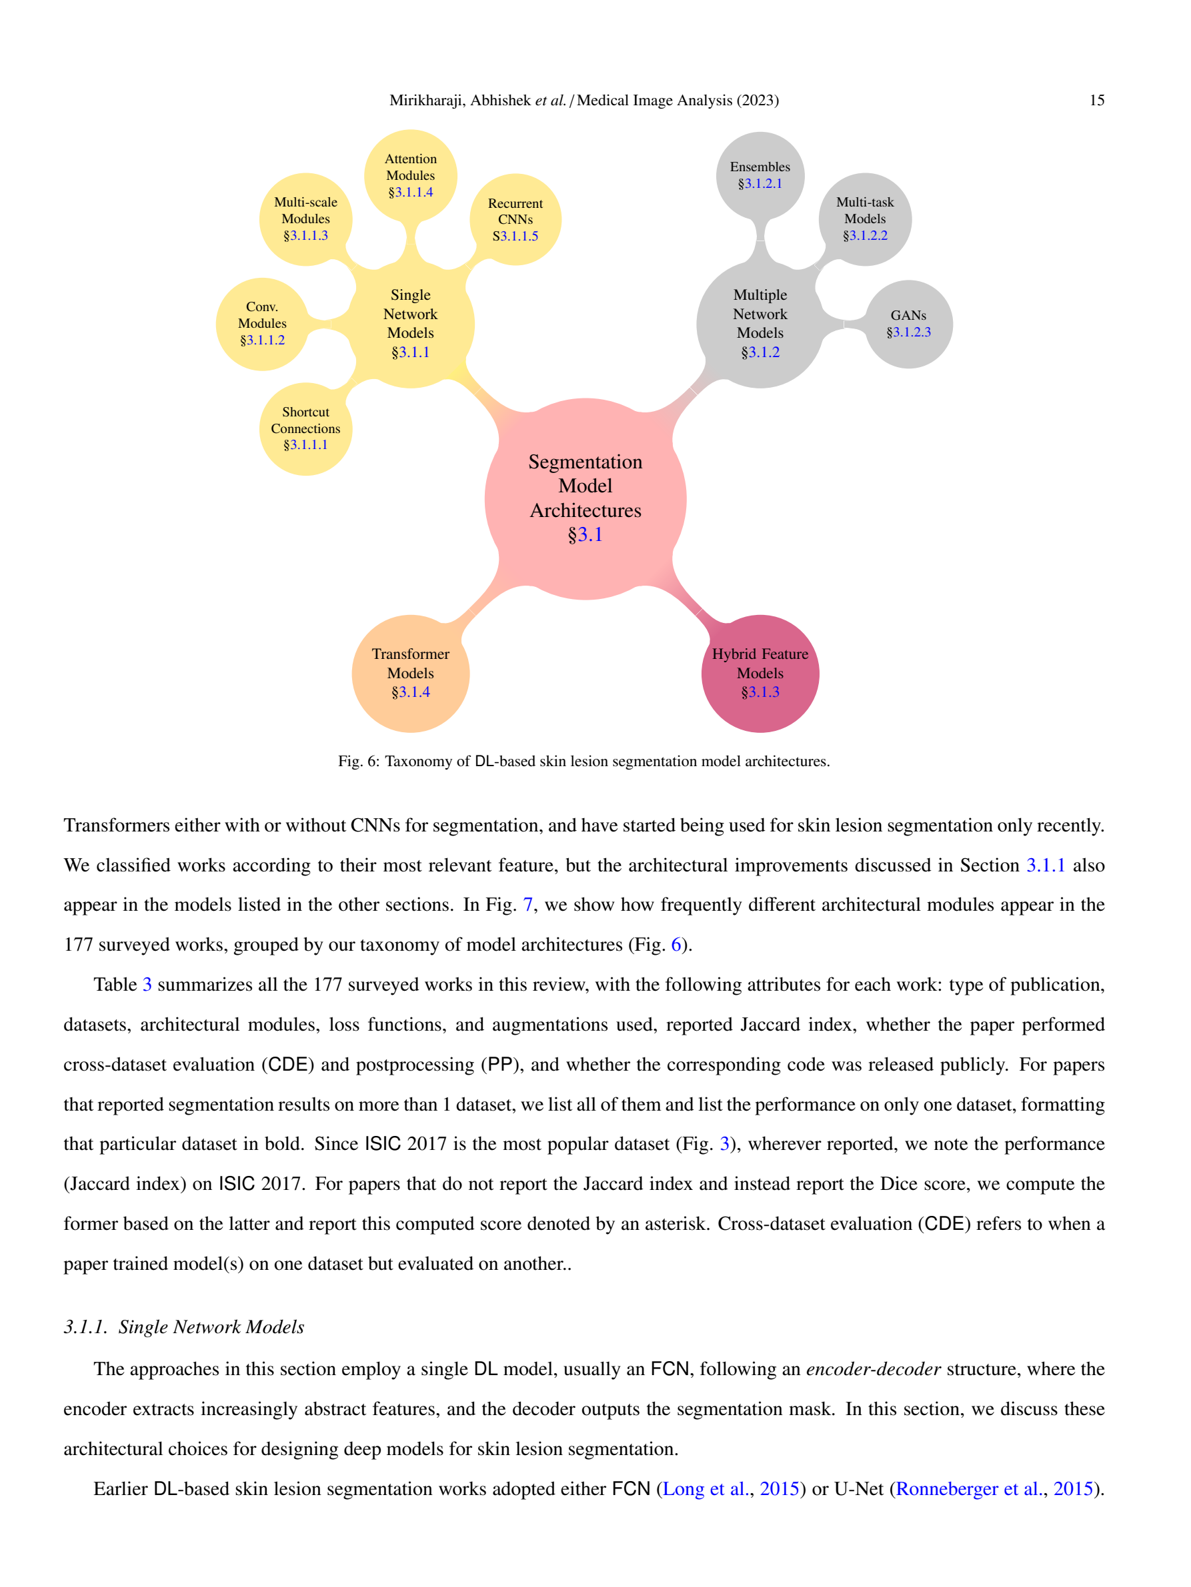 Mirikharaji, Abhishek et al. / Medical Image Analysis (2023)
15
Attention
Modules
§3.1.1.4
Multi-scale
Modules
§3.1.1.3
Recurrent
CNNs
S3.1.1.5
Conv.
Modules
§3.1.1.2
Single
Network
Models
§3.1.1
Shortcut
Connections
§3.1.1.1
Ensembles
§3.1.2.1
Multi-task
Models
§3.1.2.2
Multiple
Network
Models
§3.1.2
GANs
§3.1.2.3
Segmentation
Model
Architectures
§3.1
Transformer
Models
§3.1.4
Hybrid Feature
Models
§3.1.3
Fig. 6: Taxonomy of DL-based skin lesion segmentation model architectures.
Transformers either with or without CNNs for segmentation, and have started being used for skin lesion segmentation only recently.
We classified works according to their most relevant feature, but the architectural improvements discussed in Section 3.1.1 also
appear in the models listed in the other sections. In Fig. 7, we show how frequently different architectural modules appear in the
177 surveyed works, grouped by our taxonomy of model architectures (Fig. 6).
Table 3 summarizes all the 177 surveyed works in this review, with the following attributes for each work: type of publication,
datasets, architectural modules, loss functions, and augmentations used, reported Jaccard index, whether the paper performed
cross-dataset evaluation (CDE) and postprocessing (PP), and whether the corresponding code was released publicly. For papers
that reported segmentation results on more than 1 dataset, we list all of them and list the performance on only one dataset, formatting
that particular dataset in bold. Since ISIC 2017 is the most popular dataset (Fig. 3), wherever reported, we note the performance
(Jaccard index) on ISIC 2017. For papers that do not report the Jaccard index and instead report the Dice score, we compute the
former based on the latter and report this computed score denoted by an asterisk. Cross-dataset evaluation (CDE) refers to when a
paper trained model(s) on one dataset but evaluated on another..
3.1.1. Single Network Models
The approaches in this section employ a single DL model, usually an FCN, following an encoder-decoder structure, where the
encoder extracts increasingly abstract features, and the decoder outputs the segmentation mask. In this section, we discuss these
architectural choices for designing deep models for skin lesion segmentation.
Earlier DL-based skin lesion segmentation works adopted either FCN (Long et al., 2015) or U-Net (Ronneberger et al., 2015).